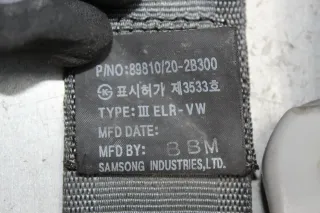 P/NO: 89810/20-2B300
표시허가 제3533호
TYPE: III ELR-VW
MFD DATE:
MFD BY: BBM
SAMSONG INDUSTRIES,LTD.